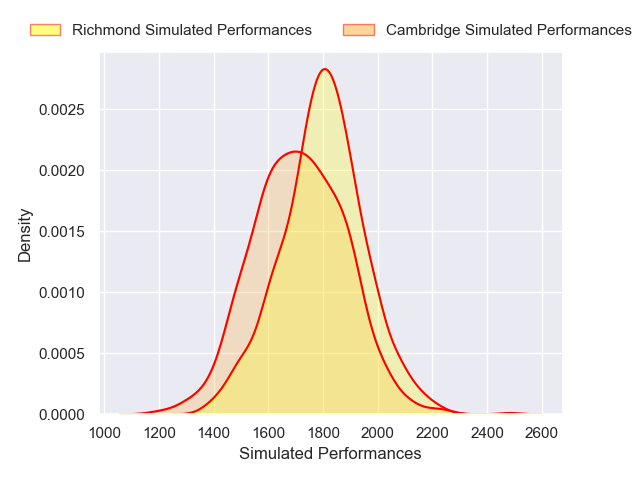 Richmond Simulated Performances Cambridge Simulated Performances
0.0025
0.0020
0.0015
0.0010
0.0005
0.0000
Density
1000 1200 1400 1600 1800 2000 2200 2400 2600
Simulated Performances